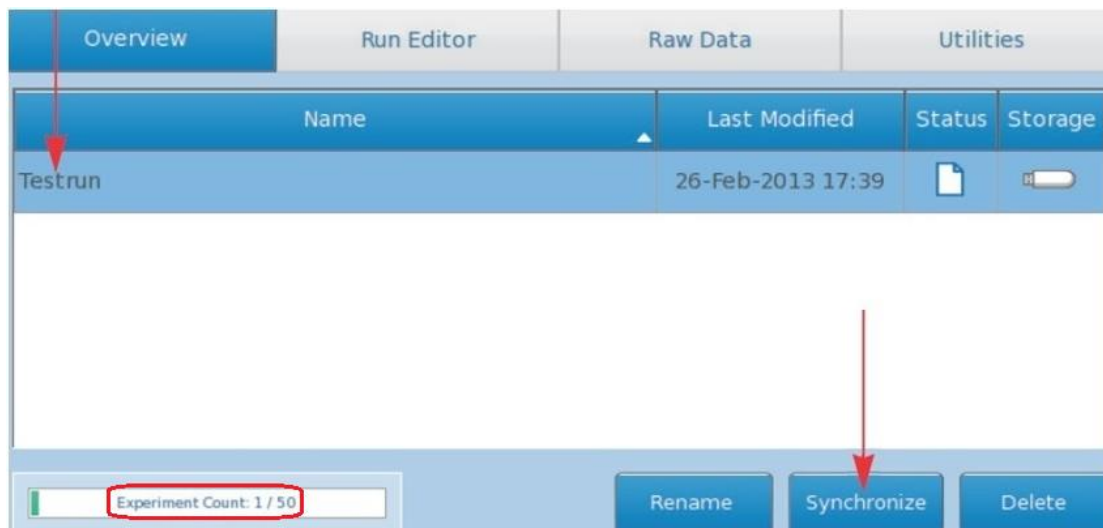 Overview Run Editor Raw Data Utilities
Name Last Modified Status Storage
Testrun 26-Feb-2013 17:39
Experiment Count: 1 / 50 Rename Synchronize Delete